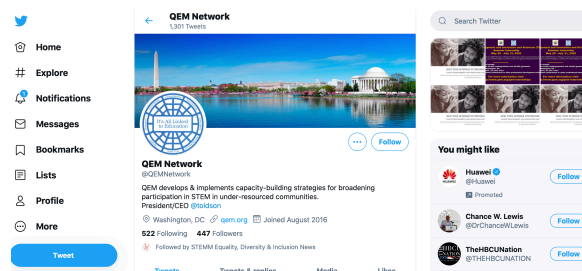 QEM Network
1,301 Tweets
Search Twitter
Home
Explore
Notifications
Messages
Bookmarks
Lists
Profile
More
Tweet
It's All Linked
to Education
Follow
QEM Network
@QEMNetwork
QEM develops & implements capacity-building strategies for broadening
participation in STEM in under-resourced communities.
President/CEO @toldson
Washington, DC qem.org Joined August 2016
522 Following 447 Followers
Followed by STEMM Equality, Diversity & Inclusion News
Tweets Tweets & replies Media Likes
You might like
Huawei
@Huawei
Promoted
Follow
Chance W. Lewis
@DrChanceWLewis
Follow
TheHBCUNation
@THEHBCUNATION
Follow